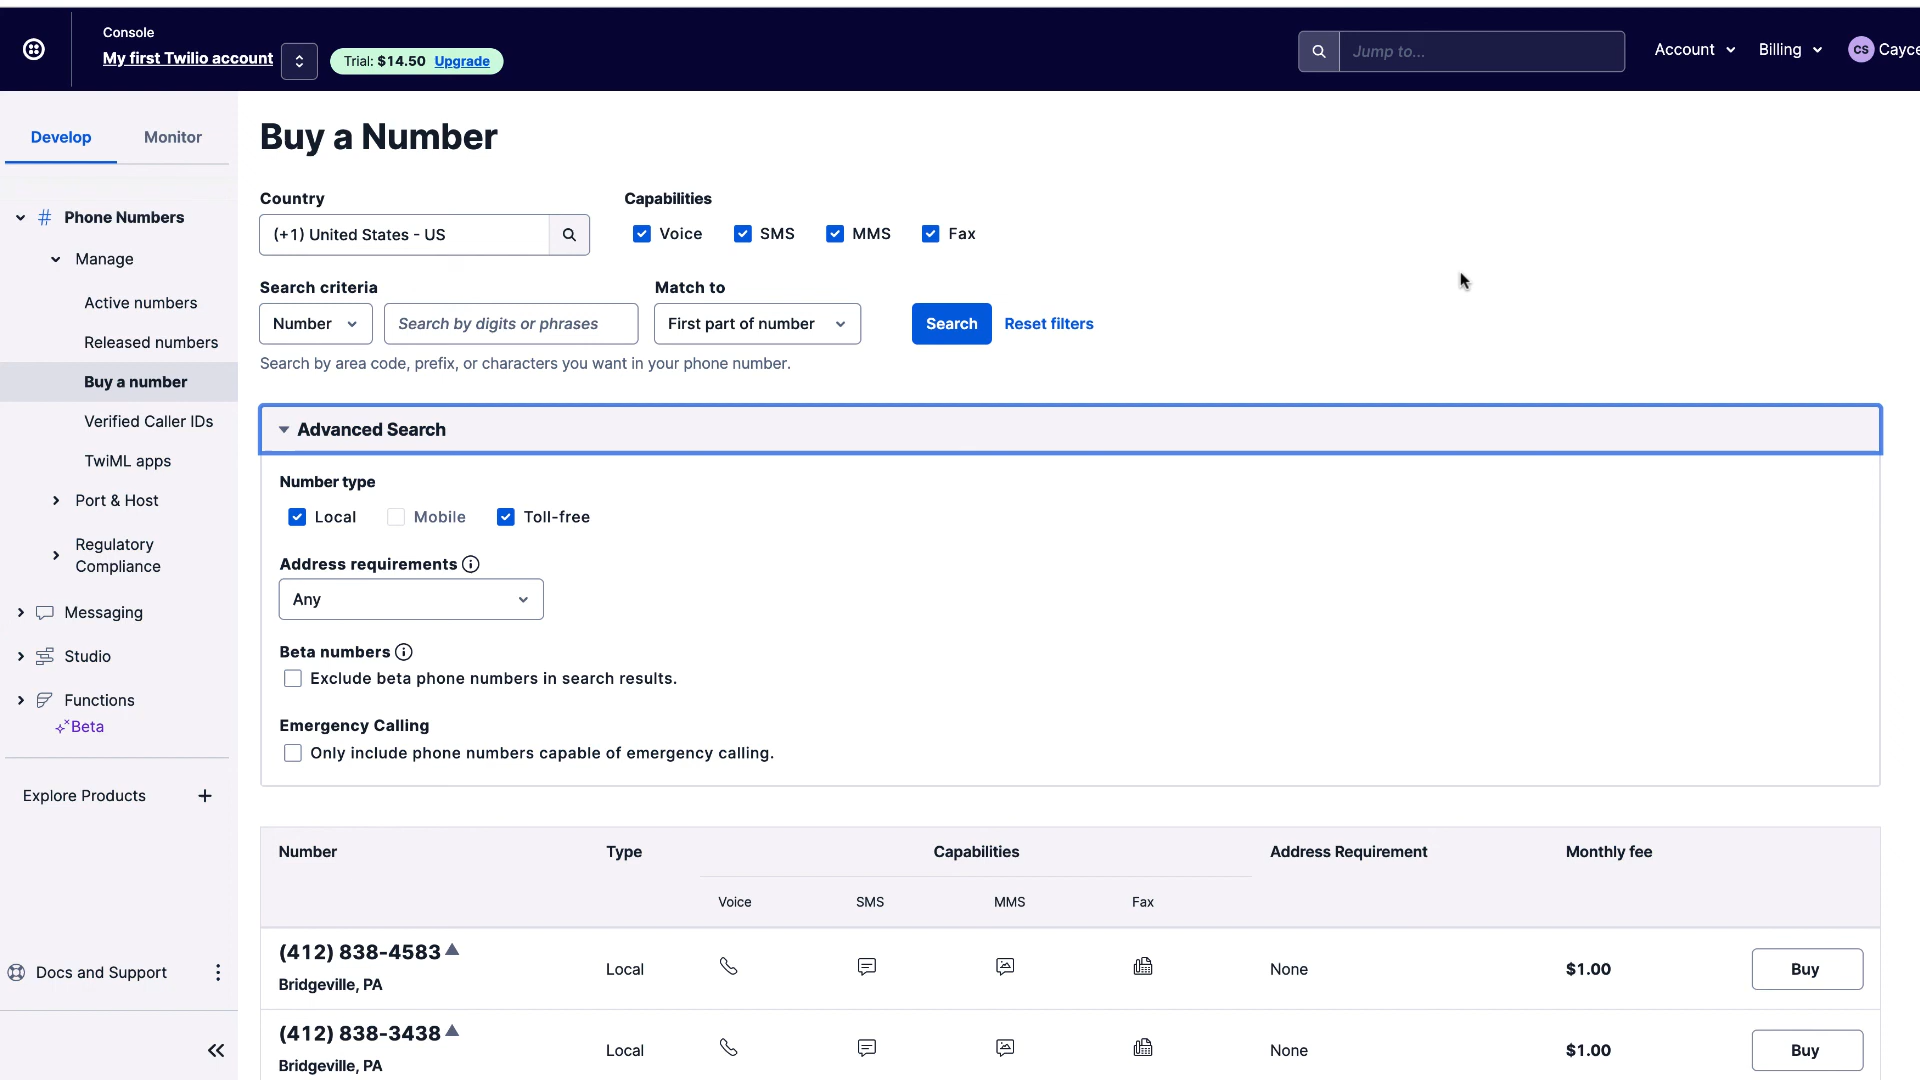 Console
My first Twilio account
Trial: $14.50 Upgrade
Jump to...
Account
Billing
CS Cayce
Develop
Monitor
Phone Numbers
Manage
Active numbers
Released numbers
Buy a number
Verified Caller IDs
TwiML apps
Port & Host
Regulatory
Compliance
Messaging
Studio
Functions
Beta
Explore Products
Docs and Support
Buy a Number
Country
Capabilities
(+1) United States - US
Voice SMS MMS Fax
Search criteria
Match to
Number
Search by digits or phrases
First part of number
Search
Reset filters
Search by area code, prefix, or characters you want in your phone number.
Advanced Search
Number type
Local Mobile Toll-free
Address requirements
Any
Beta numbers
Exclude beta phone numbers in search results.
Emergency Calling
Only include phone numbers capable of emergency calling.
Number Type Capabilities Address Requirement Monthly fee
Voice SMS MMS Fax
(412) 838-4583
Bridgeville, PA
Local None $1.00 Buy
(412) 838-3438
Bridgeville, PA
Local None $1.00 Buy